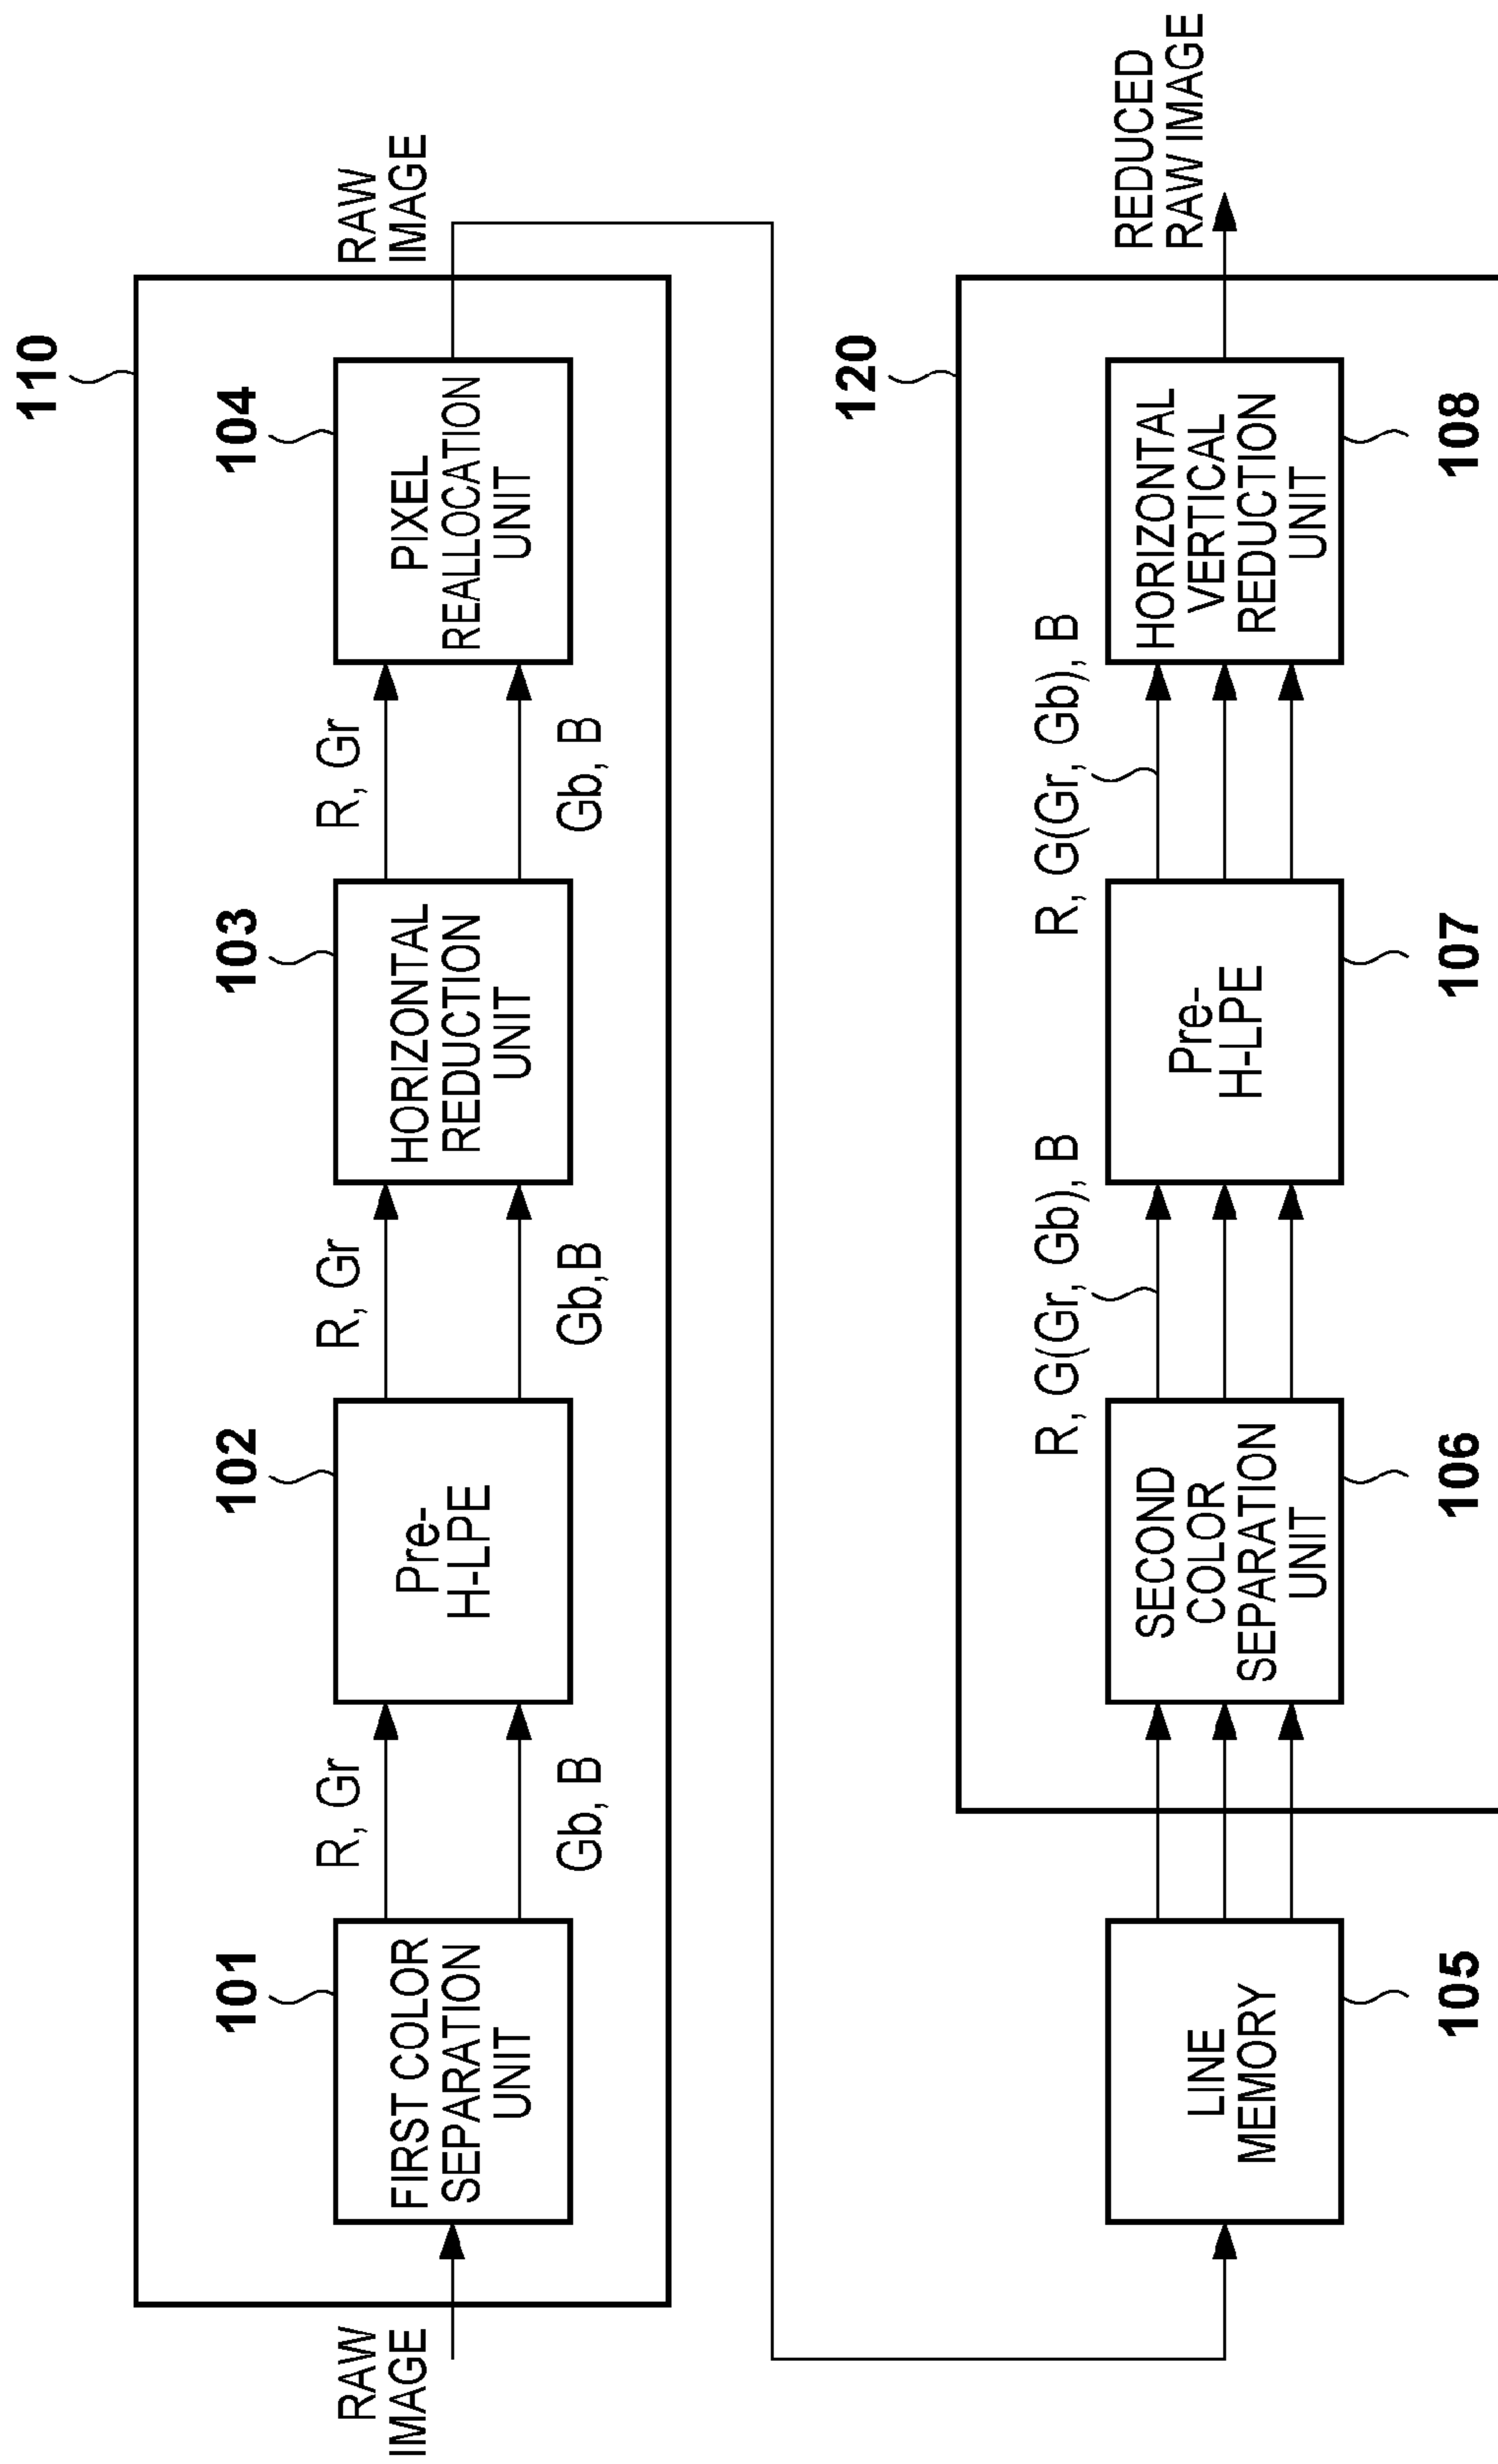 110
RAW
IMAGE
101
FIRST COLOR
SEPARATION
UNIT
R, Gr
Gb, B
102
Pre-
H-LPE
R, Gr
Gb,B
103
HORIZONTAL
REDUCTION
UNIT
R, Gr
Gb, B
104
PIXEL
REALLOCATION
UNIT
RAW
IMAGE
120
LINE
MEMORY
105
SECOND
COLOR
SEPARATION
UNIT
106
R, G(Gr, Gb), B
Pre-
H-LPE
107
R, G(Gr, Gb), B
HORIZONTAL
VERTICAL
REDUCTION
UNIT
108
REDUCED
RAW IMAGE